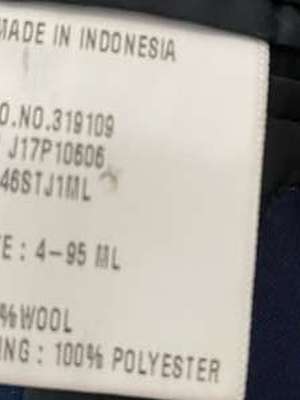 MADE IN INDONESIA
O.NO.319109
J17P10606
46STJ1ML
E : 4-95 ML
%WOOL
ING : 100% POLYESTER